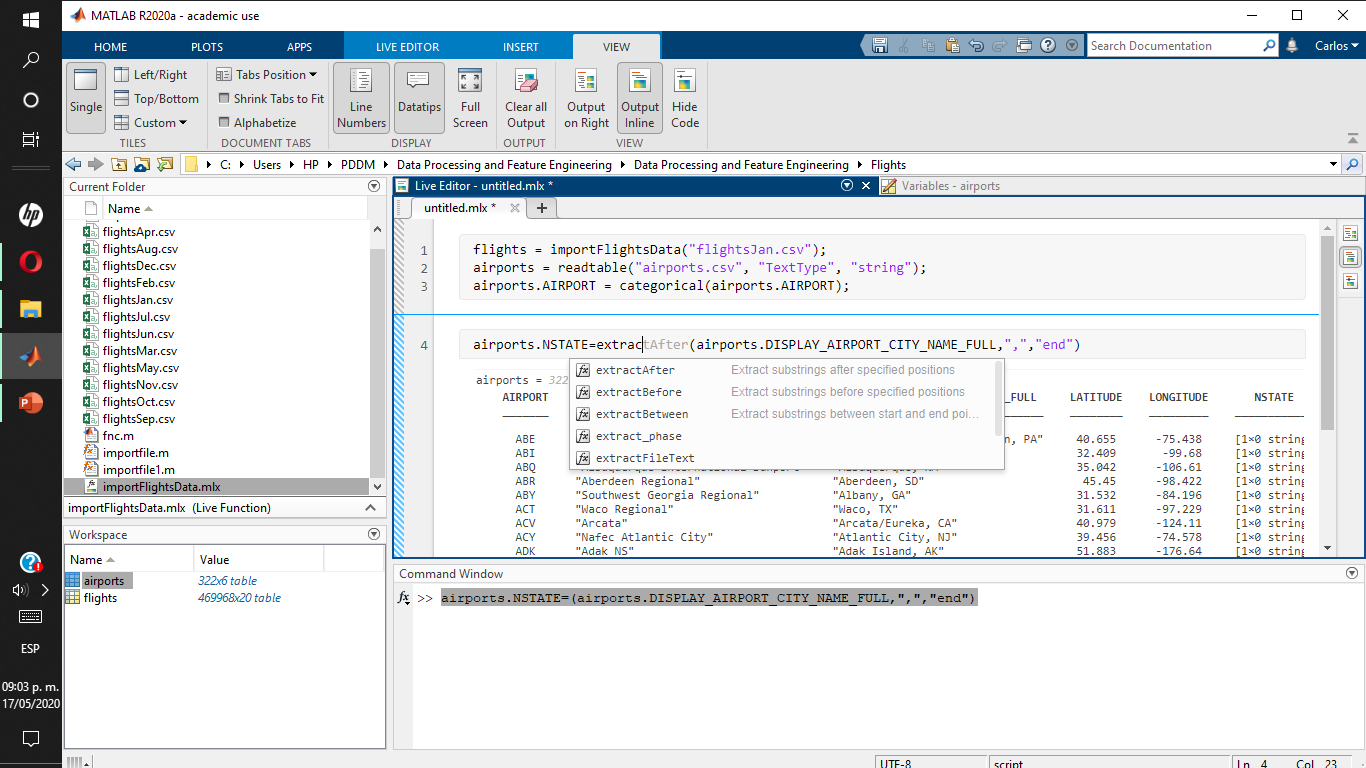 MATLAB R2020a - academic use
HOME PLOTS APPS LIVE EDITOR INSERT VIEW
Search Documentation
Carlos
Single
Left/Right
Top/Bottom
Custom
TILES
Tabs Position
Shrink Tabs to Fit
Alphabetize
DOCUMENT TABS
Line Numbers
Datatips
Full Screen
DISPLAY
Clear all Output
OUTPUT
Output on Right
Output Inline
Hide Code
VIEW
C: Users HP PDDM Data Processing and Feature Engineering Data Processing and Feature Engineering Flights
Current Folder
Name
flightsApr.csv
flightsAug.csv
flightsDec.csv
flightsFeb.csv
flightsJan.csv
flightsJul.csv
flightsJun.csv
flightsMar.csv
flightsMay.csv
flightsNov.csv
flightsOct.csv
flightsSep.csv
fnc.m
importfile.m
importfile1.m
importFlightsData.mlx
importFlightsData.mlx (Live Function)
Workspace
Name Value
airports 322x6 table
flights 469968x20 table
Live Editor - untitled.mlx *
Variables - airports
untitled.mlx *
1 flights = importFlightsData("flightsJan.csv");
2 airports = readtable("airports.csv", "TextType", "string");
3 airports.AIRPORT = categorical(airports.AIRPORT);
4 airports.NSTATE=extractAfter(airports.DISPLAY_AIRPORT_CITY_NAME_FULL,",","end")
extractAfter Extract substrings after specified positions
extractBefore Extract substrings before specified positions
extractBetween Extract substrings between start and end poi...
extract_phase
extractFileText
airports = 322
AIRPORT _FULL LATITUDE LONGITUDE NSTATE
ABE n, PA" 40.655 -75.438 [1×0 string
ABI 32.409 -99.68 [1×0 string
ABQ 35.042 -106.61 [1×0 string
ABR "Aberdeen Regional" "Aberdeen, SD" 45.45 -98.422 [1×0 string
ABY "Southwest Georgia Regional" "Albany, GA" 31.532 -84.196 [1×0 string
ACT "Waco Regional" "Waco, TX" 31.611 -97.229 [1×0 string
ACV "Arcata" "Arcata/Eureka, CA" 40.979 -124.11 [1×0 string
ACY "Nafec Atlantic City" "Atlantic City, NJ" 39.456 -74.578 [1×0 string
ADK "Adak NS" "Adak Island, AK" 51.883 -176.64 [1×0 string
Command Window
fx >> airports.NSTATE=(airports.DISPLAY_AIRPORT_CITY_NAME_FULL,",","end")
ESP
09:03 p. m.
17/05/2020
UTF-8 script Ln 4 Col 23